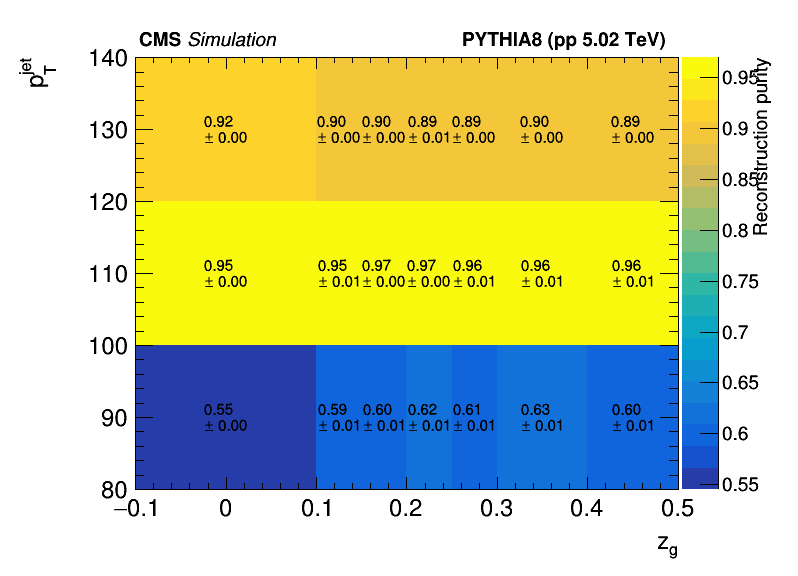 CMS Simulation PYTHIA8 (pp 5.02 TeV)
p_T^jet
140
130
120
110
100
90
80
0.92 0.90 0.90 0.89 0.89 0.90 0.89
± 0.00 ± 0.00 ± 0.00 ± 0.01 ± 0.00 ± 0.00 ± 0.00
0.95 0.95 0.97 0.97 0.96 0.96 0.96
± 0.00 ± 0.01 ± 0.00 ± 0.00 ± 0.01 ± 0.01 ± 0.01
0.55 0.59 0.60 0.62 0.61 0.63 0.60
± 0.00 ± 0.01 ± 0.01 ± 0.01 ± 0.01 ± 0.01 ± 0.01
−0.1 0 0.1 0.2 0.3 0.4 0.5
z_g
0.95
0.9
0.85
0.8
0.75
0.7
0.65
0.6
0.55
Reconstruction purity